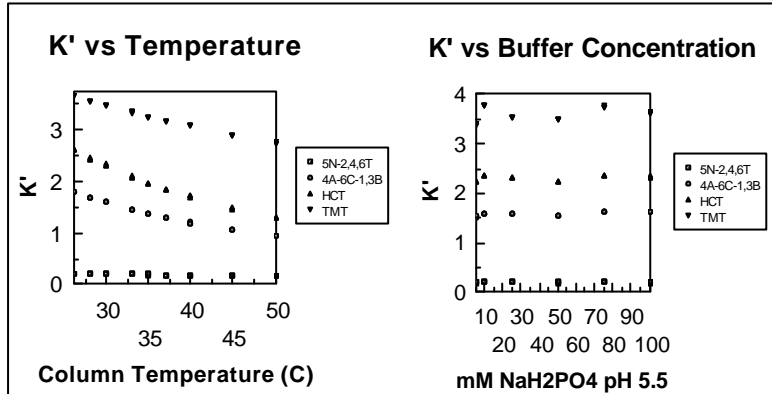 K' vs Temperature
K'
3
2
1
0
30
40
50
35
45
Column Temperature (C)
5N-2,4,6T
4A-6C-1,3B
HCT
TMT
K' vs Buffer Concentration
K'
4
3
2
1
0
10
30
50
70
90
20
40
60
80
100
mM NaH2PO4 pH 5.5
5N-2,4,6T
4A-6C-1,3B
HCT
TMT